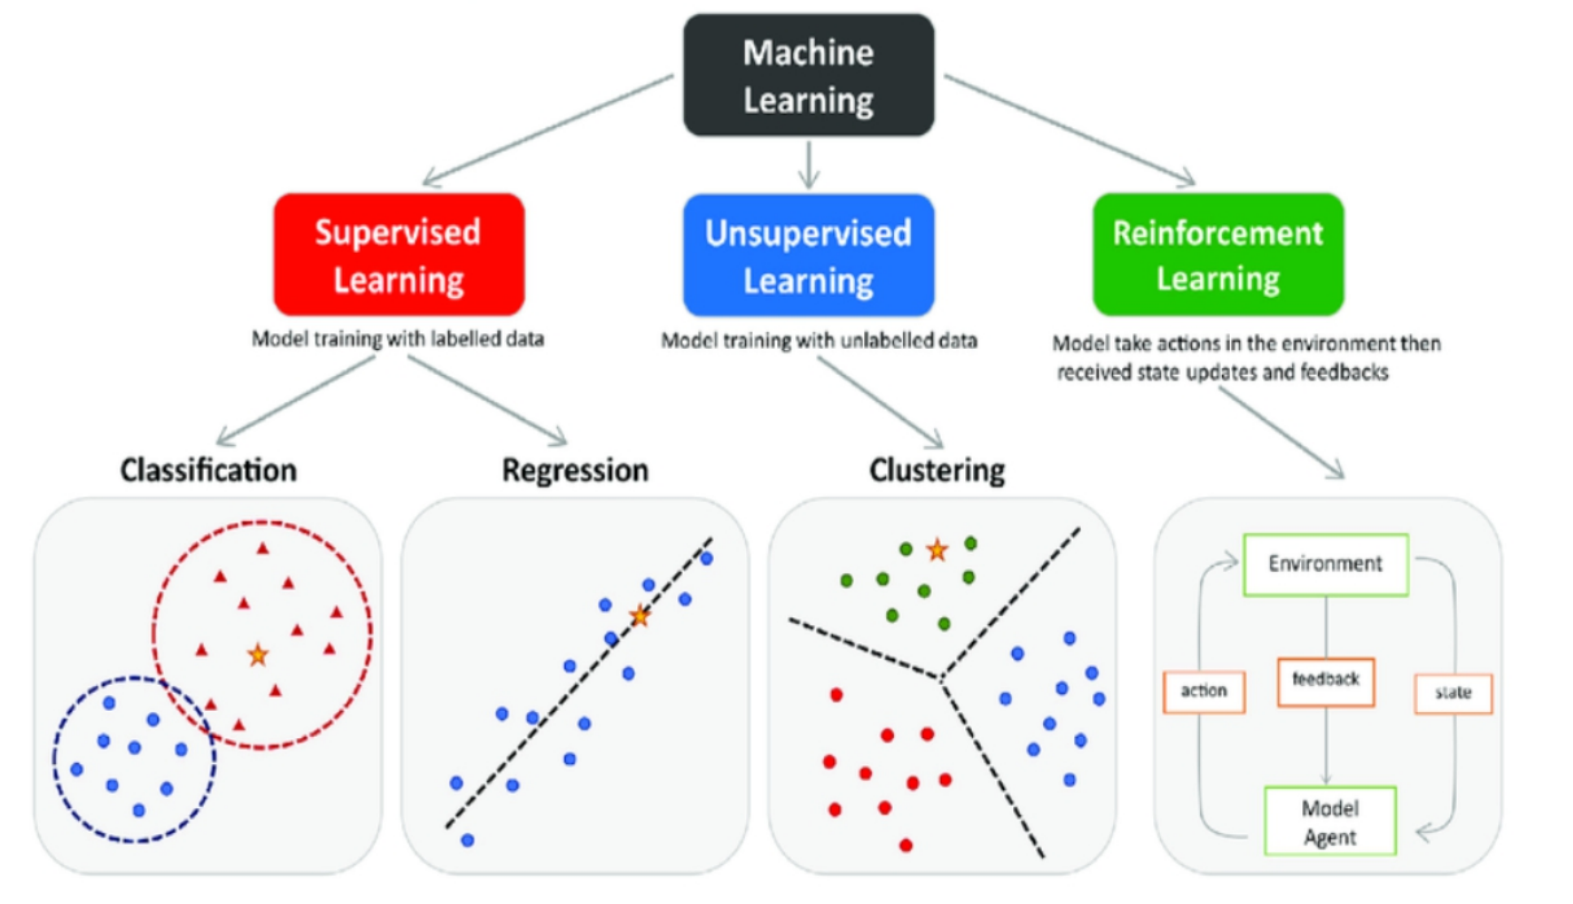 Machine
Learning
Supervised
Learning
Unsupervised
Learning
Reinforcement
Learning
Model training with labelled data
Model training with unlabelled data
Model take actions in the environment then
received state updates and feedbacks
Classification
Regression
Clustering
Environment
action
feedback
state
Model
Agent